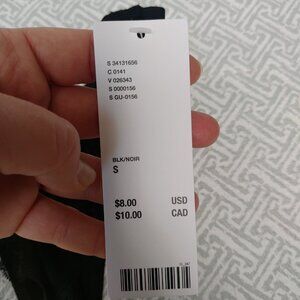 S 34131656
C 0141
V 026343
S 0000156
S GU-0156
BLK/NOIR
S
$8.00 USD
$10.00 CAD